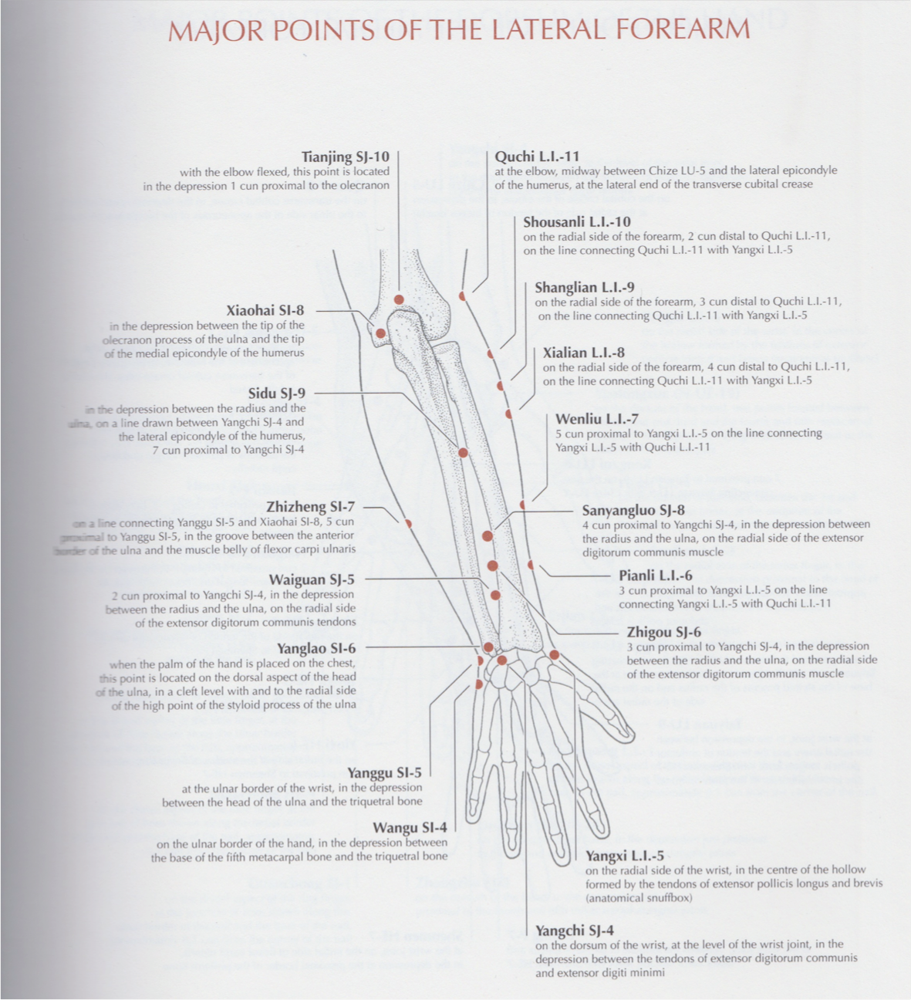 MAJOR POINTS OF THE LATERAL FOREARM
Tianjing SJ-10
with the elbow flexed, this point is located
in the depression 1 cun proximal to the olecranon
Quchi L.I.-11
at the elbow, midway between Chize LU-5 and the lateral epicondyle
of the humerus, at the lateral end of the transverse cubital crease
Shousanli L.I.-10
on the radial side of the forearm, 2 cun distal to Quchi L.I.-11,
on the line connecting Quchi L.I.-11 with Yangxi L.I.-5
Shanglian L.I.-9
on the radial side of the forearm, 3 cun distal to Quchi L.I.-11,
on the line connecting Quchi L.I.-11 with Yangxi L.I.-5
Xiaohai SI-8
in the depression between the tip of the
olecranon process of the ulna and the tip
of the medial epicondyle of the humerus
Xialian L.I.-8
on the radial side of the forearm, 4 cun distal to Quchi L.I.-11,
on the line connecting Quchi L.I.-11 with Yangxi L.I.-5
Sidu SJ-9
in the depression between the radius and the
ulna, on a line drawn between Yangchi SJ-4 and
the lateral epicondyle of the humerus,
7 cun proximal to Yangchi SJ-4
Wenliu L.I.-7
5 cun proximal to Yangxi L.I.-5 on the line connecting
Yangxi L.I.-5 with Quchi L.I.-11
Zhizheng SI-7
on a line connecting Yanggu SI-5 and Xiaohai SI-8, 5 cun
proximal to Yanggu SI-5, in the groove between the anterior
border of the ulna and the muscle belly of flexor carpi ulnaris
Sanyangluo SJ-8
4 cun proximal to Yangchi SJ-4, in the depression between
the radius and the ulna, on the radial side of the extensor
digitorum communis muscle
Waiguan SJ-5
2 cun proximal to Yangchi SJ-4, in the depression
between the radius and the ulna, on the radial side
of the extensor digitorum communis tendons
Pianli L.I.-6
3 cun proximal to Yangxi L.I.-5 on the line
connecting Yangxi L.I.-5 with Quchi L.I.-11
Zhigou SJ-6
3 cun proximal to Yangchi SJ-4, in the depression
between the radius and the ulna, on the radial side
of the extensor digitorum communis muscle
Yanglao SI-6
when the palm of the hand is placed on the chest,
this point is located on the dorsal aspect of the head
of the ulna, in a cleft level with and to the radial side
of the high point of the styloid process of the ulna
Yanggu SI-5
at the ulnar border of the wrist, in the depression
between the head of the ulna and the triquetral bone
Wangu SI-4
on the ulnar border of the hand, in the depression between
the base of the fifth metacarpal bone and the triquetral bone
Yangxi L.I.-5
on the radial side of the wrist, in the centre of the hollow
formed by the tendons of extensor pollicis longus and brevis
(anatomical snuffbox)
Yangchi SJ-4
on the dorsum of the wrist, at the level of the wrist joint, in the
depression between the tendons of extensor digitorum communis
and extensor digiti minimi